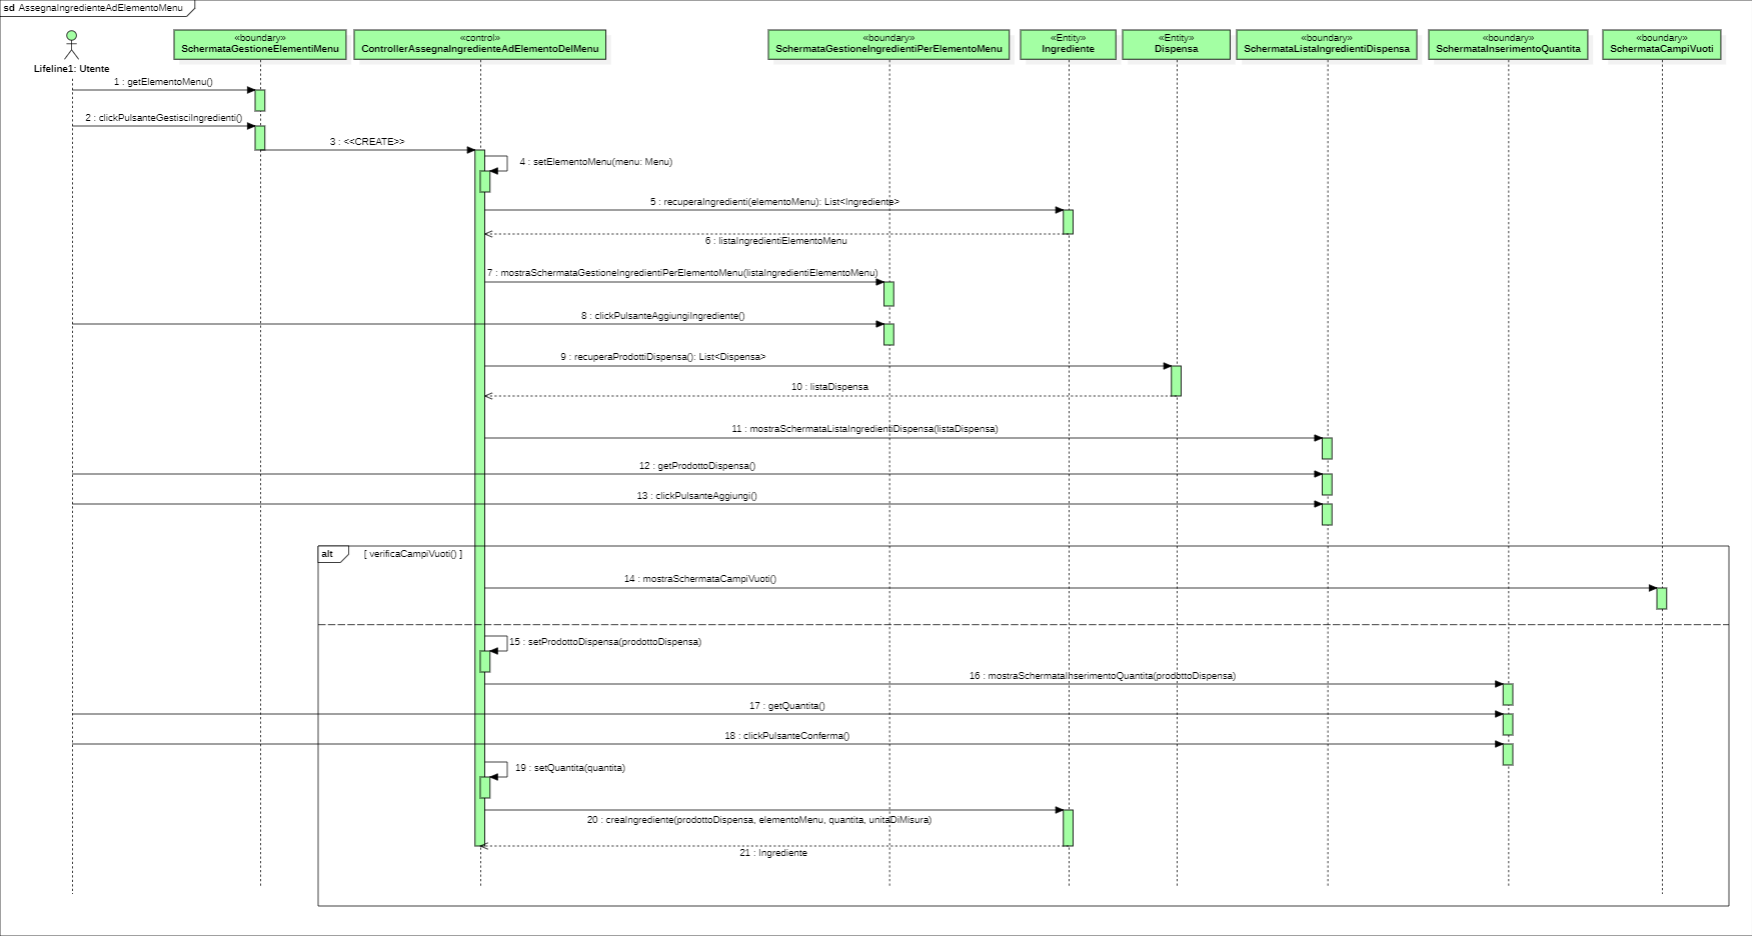 sd AssegnaIngredienteAdElementoMenu
Lifeline1: Utente
«boundary»
SchermataGestioneElementiMenu
«control»
ControllerAssegnaIngredienteAdElementoDelMenu
«boundary»
SchermataGestioneIngredientiPerElementoMenu
«Entity»
Ingrediente
«Entity»
Dispensa
«boundary»
SchermataListaIngredientiDispensa
«boundary»
SchermataInserimentoQuantita
«boundary»
SchermataCampiVuoti
1 : getElementoMenu()
2 : clickPulsanteGestisciIngredienti()
3 : <<CREATE>>
4 : setElementoMenu(menu: Menu)
5 : recuperaIngredienti(elementoMenu): List<Ingrediente>
6 : listaIngredientiElementoMenu
7 : mostraSchermataGestioneIngredientiPerElementoMenu(listaIngredientiElementoMenu)
8 : clickPulsanteAggiungiIngrediente()
9 : recuperaProdottiDispensa(): List<Dispensa>
10 : listaDispensa
11 : mostraSchermataListaIngredientiDispensa(listaDispensa)
12 : getProdottoDispensa()
13 : clickPulsanteAggiungi()
alt
[ verificaCampiVuoti() ]
14 : mostraSchermataCampiVuoti()
15 : setProdottoDispensa(prodottoDispensa)
16 : mostraSchermataInserimentoQuantita(prodottoDispensa)
17 : getQuantita()
18 : clickPulsanteConferma()
19 : setQuantita(quantita)
20 : creaIngrediente(prodottoDispensa, elementoMenu, quantita, unitaDiMisura)
21 : Ingrediente